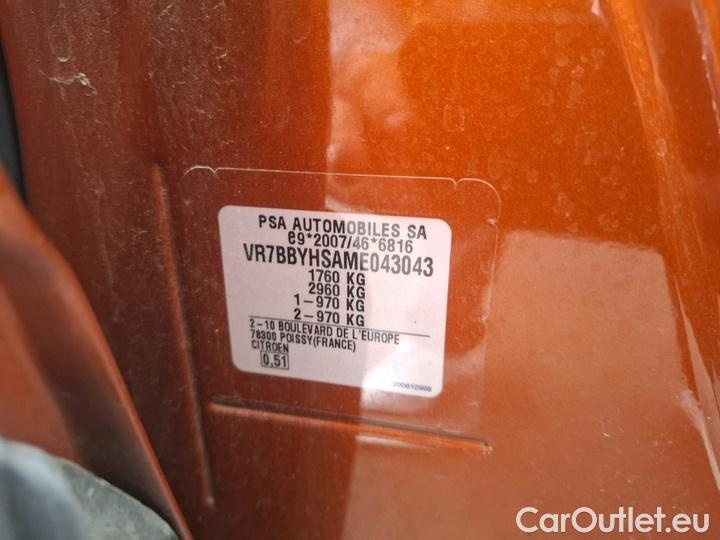 PSA AUTOMOBILES SA
e9*2007/46*6816
VR7BBYHSAME043043
1760 KG
2960 KG
1-970 KG
2-970 KG
2-10 BOULEVARD DE L'EUROPE
78300 POISSY(FRANCE)
CITROEN
0.51
200812998
CarOutlet.eu